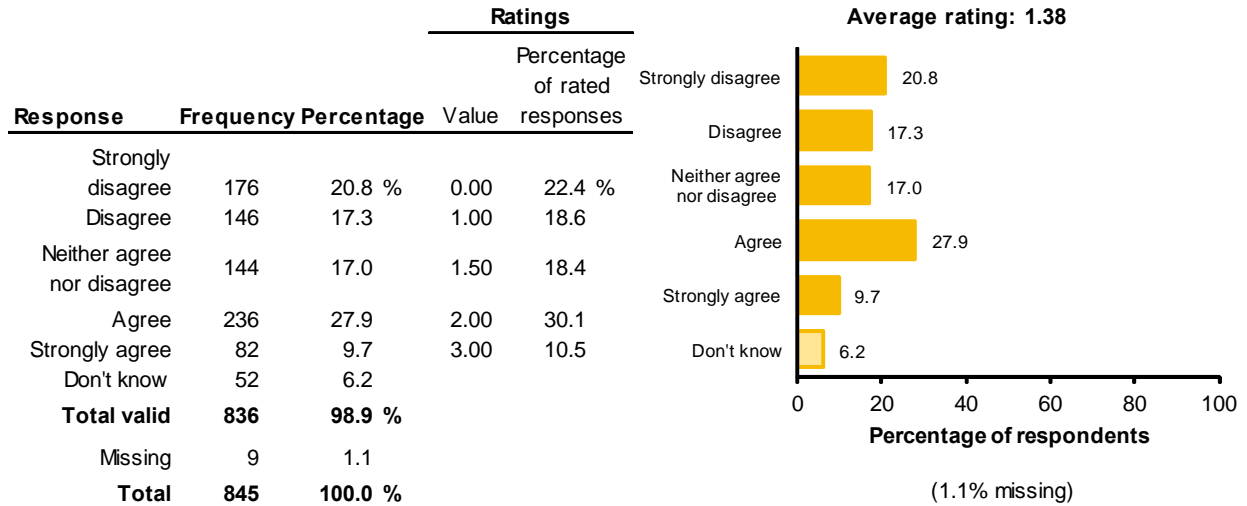 Ratings
Percentage
of rated
Response Frequency Percentage Value responses
Strongly
disagree 176 20.8 % 0.00 22.4 %
Disagree 146 17.3 1.00 18.6
Neither agree
nor disagree 144 17.0 1.50 18.4
Agree 236 27.9 2.00 30.1
Strongly agree 82 9.7 3.00 10.5
Don't know 52 6.2
Total valid 836 98.9 %
Missing 9 1.1
Total 845 100.0 %
Average rating: 1.38
Strongly disagree 20.8
Disagree 17.3
Neither agree
nor disagree 17.0
Agree 27.9
Strongly agree 9.7
Don't know 6.2
0 20 40 60 80 100
Percentage of respondents
(1.1% missing)